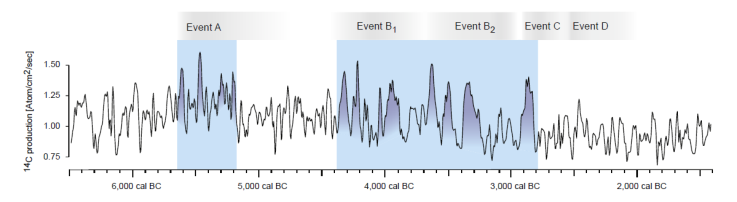 Event A Event B1 Event B2 Event C Event D
14C production [Atom/cm2/sec]
1.50
1.25
1.00
0.75
6,000 cal BC 5,000 cal BC 4,000 cal BC 3,000 cal BC 2,000 cal BC